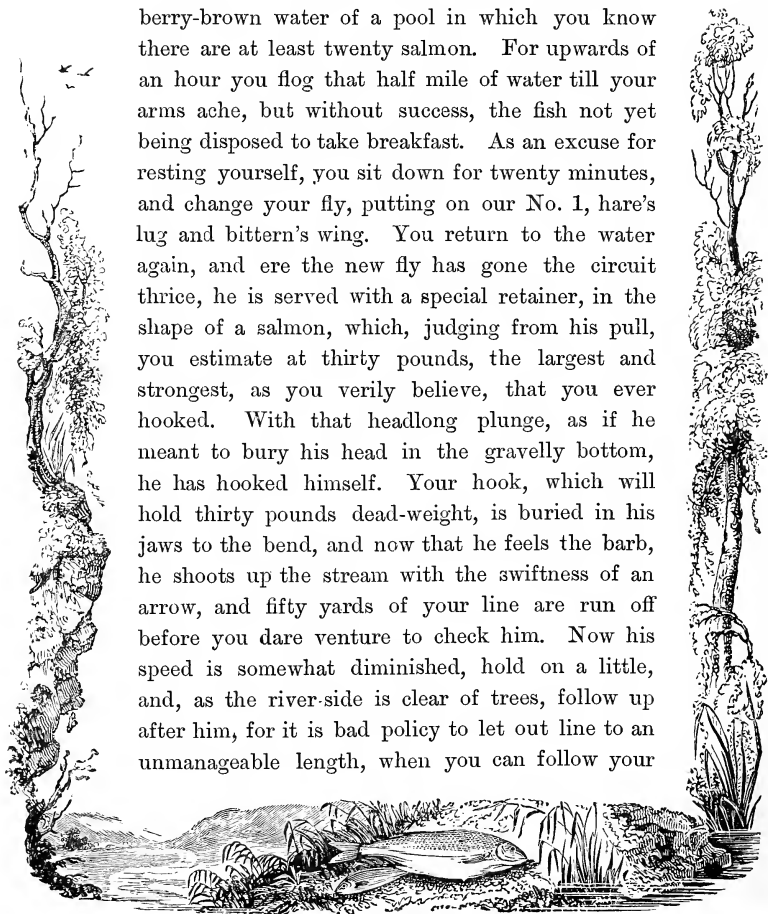 berry-brown water of a pool in which you know
there are at least twenty salmon. For upwards of
an hour you flog that half mile of water till your
arms ache, but without success, the fish not yet
being disposed to take breakfast. As an excuse for
resting yourself, you sit down for twenty minutes,
and change your fly, putting on our No. 1, hare's
lug and bittern's wing. You return to the water
again, and ere the new fly has gone the circuit
thrice, he is served with a special retainer, in the
shape of a salmon, which, judging from his pull,
you estimate at thirty pounds, the largest and
strongest, as you verily believe, that you ever
hooked. With that headlong plunge, as if he
meant to bury his head in the gravelly bottom,
he has hooked himself. Your hook, which will
hold thirty pounds dead-weight, is buried in his
jaws to the bend, and now that he feels the barb,
he shoots up the stream with the swiftness of an
arrow, and fifty yards of your line are run off
before you dare venture to check him. Now his
speed is somewhat diminished, hold on a little,
and, as the river-side is clear of trees, follow up
after him, for it is bad policy to let out line to an
unmanageable length, when you can follow your